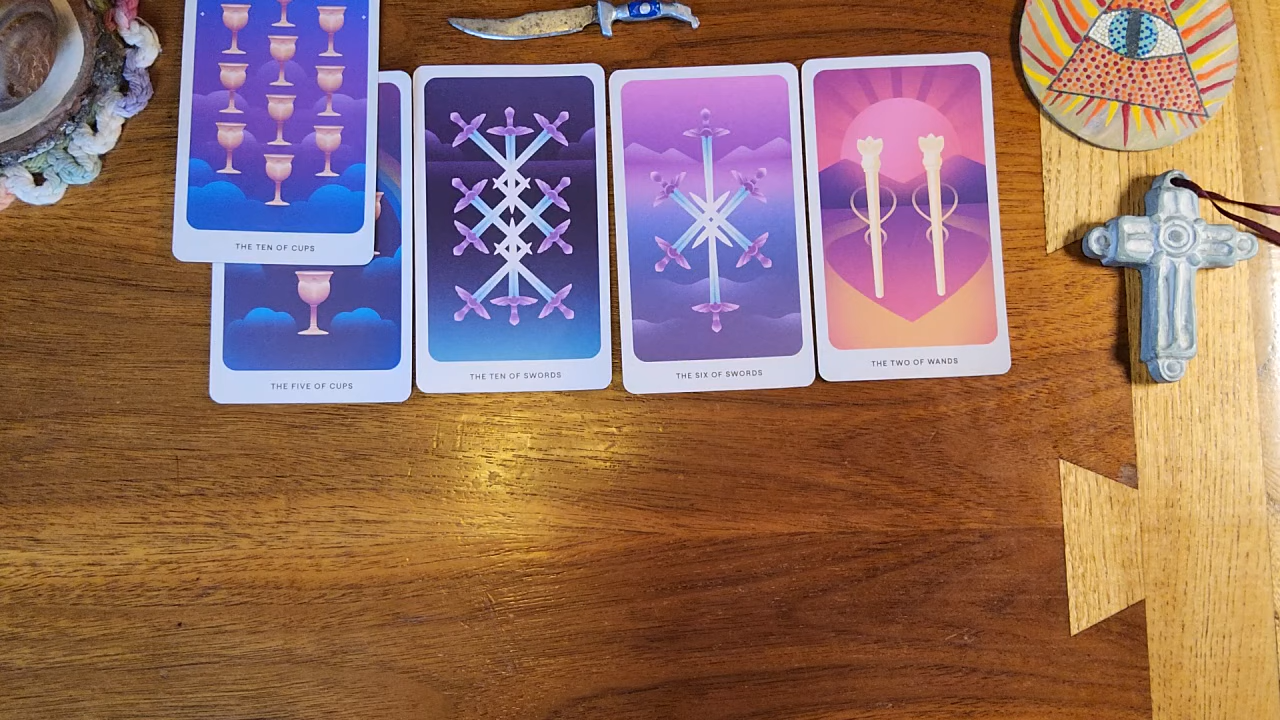 THE TEN OF CUPS
THE FIVE OF CUPS
THE TEN OF SWORDS
THE SIX OF SWORDS
THE TWO OF WANDS